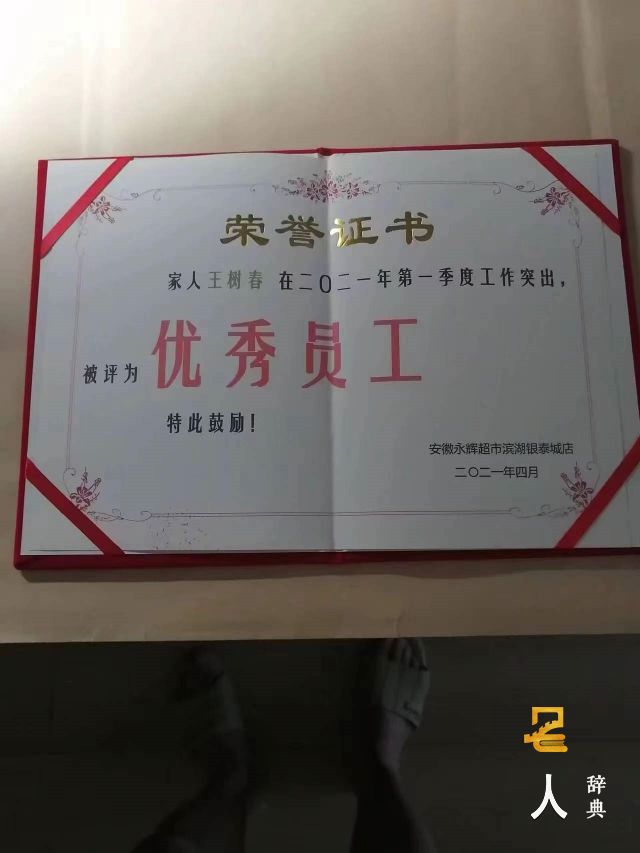 荣誉证书
家人王树春 在二〇二一年第一季度工作突出，
被评为 优秀员工
特此鼓励！
安徽永辉超市滨湖银泰城店
二〇二一年四月
人
辞典